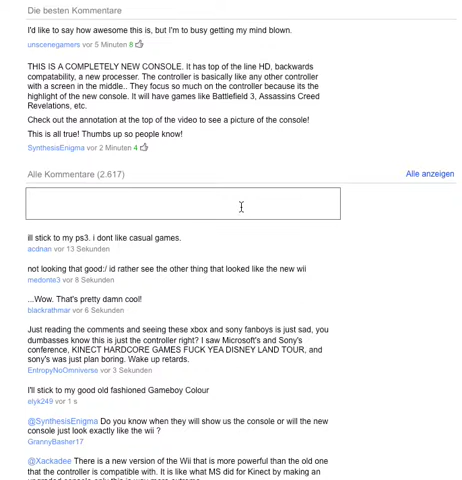 Die besten Kommentare
I'd like to say how awesome this is, but I'm to busy getting my mind blown.
unscenegamers vor 5 Minuten 8
THIS IS A COMPLETELY NEW CONSOLE. It has top of the line HD, backwards
compatability, a new processer. The controller is basically like any other controller
with a screen in the middle.. They focus so much on the controller because its the
highlight of the new console. It will have games like Battlefield 3, Assassins Creed
Revelations, etc.
Check out the annotation at the top of the video to see a picture of the console!
This is all true! Thumbs up so people know!
SynthesisEnigma vor 2 Minuten 4
Alle Kommentare (2.617) Alle anzeigen
ill stick to my ps3. i dont like casual games.
acdnan vor 13 Sekunden
not looking that good:/ id rather see the other thing that looked like the new wii
medonte3 vor 8 Sekunden
...Wow. That's pretty damn cool!
blackrathmar vor 6 Sekunden
Just reading the comments and seeing these xbox and sony fanboys is just sad, you
dumbasses know this is just the controller right? I saw Microsoft's and Sony's
conference, KINECT HARDCORE GAMES FUCK YEA DISNEY LAND TOUR, and
sony's was just plan boring. Wake up retards.
EntropyNoOmniverse vor 3 Sekunden
I'll stick to my good old fashioned Gameboy Colour
elyk249 vor 1 s
@SynthesisEnigma Do you know when they will show us the console or will the new
console just look exactly like the wii ?
GrannyBasher17
@Xackadee There is a new version of the Wii that is more powerful than the old one
that the controller is compatible with. It is like what MS did for Kinect by making an